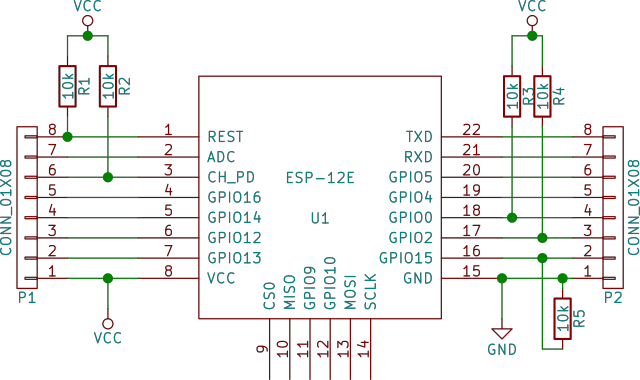 VCC
VCC
10k
R1
10k
R2
10k
R3
10k
R4
CONN_01X08
8
7
6
5
4
3
2
1
P1
VCC
1 REST
2 ADC
3 CH_PD
4 GPIO16
5 GPIO14
6 GPIO12
7 GPIO13
8 VCC
ESP-12E
U1
TXD 22
RXD 21
GPIO5 20
GPIO4 19
GPIO0 18
GPIO2 17
GPIO15 16
GND 15
CS0
MISO
GPIO9
GPIO10
MOSI
SCLK
9
10
11
12
13
14
8
7
6
5
4
3
2
1
CONN_01X08
P2
10k
R5
GND